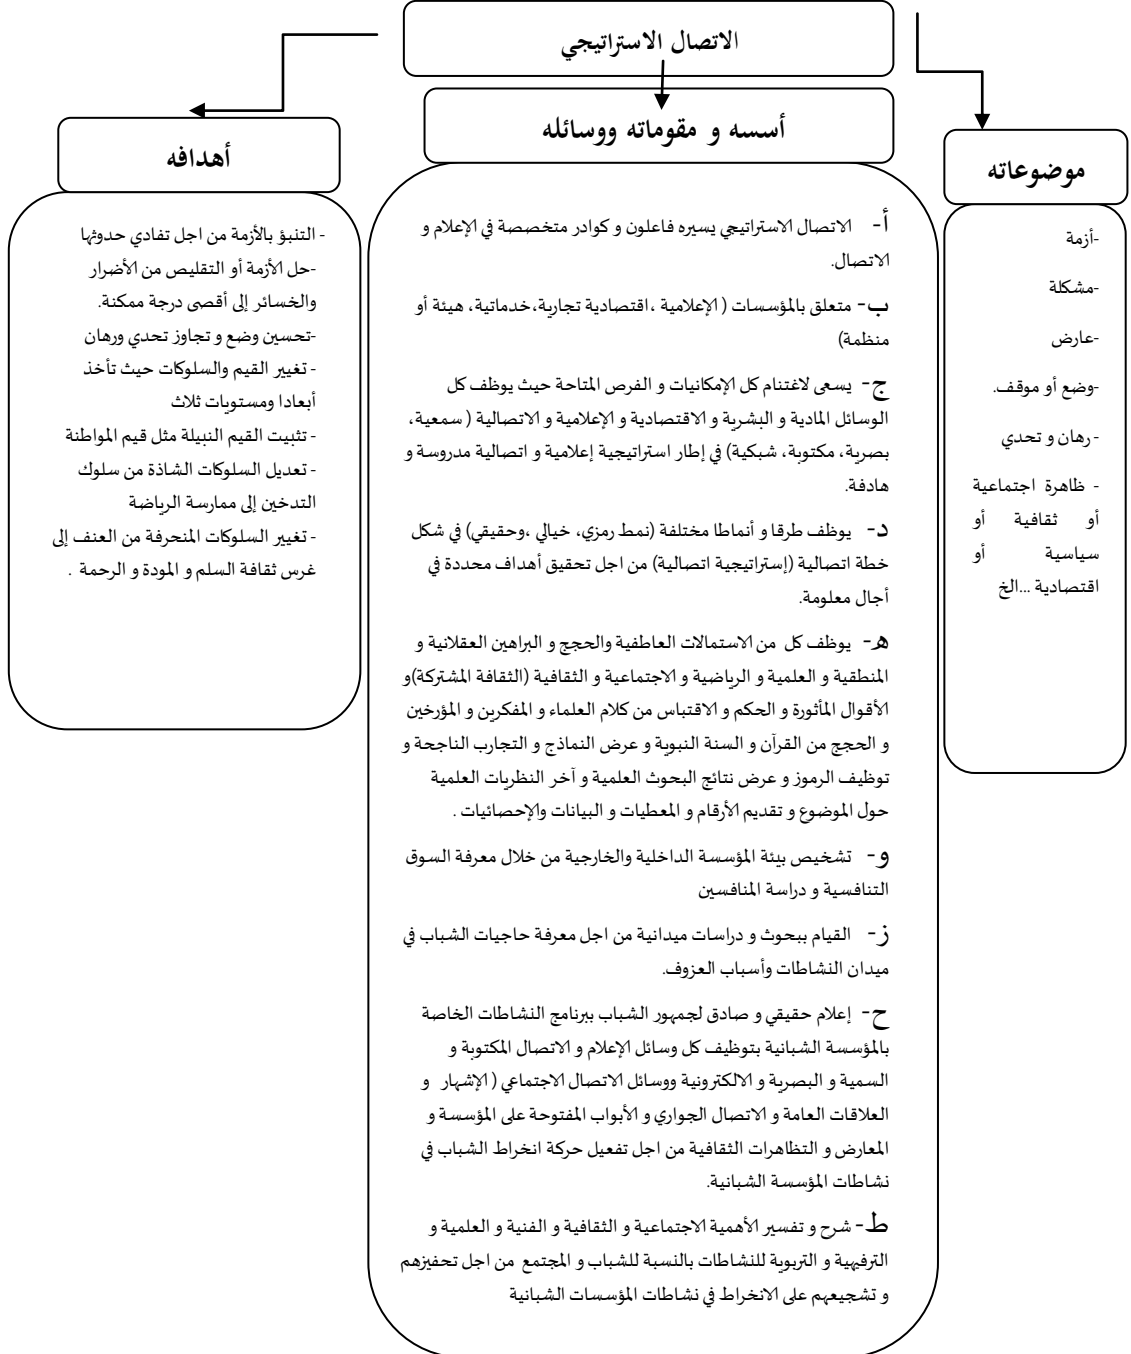 الاتصال الاستراتيجي
موضوعاته
-أزمة
-مشكلة
-عارض
-وضع أو موقف.
-رهان و تحدي
- ظاهرة اجتماعية
أو ثقافية أو
سياسية أو
اقتصادية ...الخ
أسسه و مقوماته ووسائله
أ- الاتصال الاستراتيجي يسيره فاعلون و كوادر متخصصة في الإعلام و
الاتصال.
ب- متعلق بالمؤسسات ( الإعلامية ،اقتصادية تجارية،خدماتية، هيئة أو
منظمة)
ج- يسعى لاغتنام كل الإمكانيات و الفرص المتاحة حيث يوظف كل
الوسائل المادية و البشرية و الاقتصادية و الإعلامية و الاتصالية ( سمعية،
بصرية، مكتوبة، شبكية) في إطار استراتيجية إعلامية و اتصالية مدروسة و
هادفة.
د- يوظف طرقا و أنماطا مختلفة (نمط رمزي، خيالي ،وحقيقي) في شكل
خطة اتصالية (إستراتيجية اتصالية) من اجل تحقيق أهداف محددة في
أجال معلومة.
هـ- يوظف كل من الاستمالات العاطفية والحجج و البراهين العقلانية و
المنطقية و العلمية و الرياضية و الاجتماعية و الثقافية (الثقافة المشتركة)و
الأقوال المأثورة و الحكم و الاقتباس من كلام العلماء و المفكرين و المؤرخين
و الحجج من القرآن و السنة النبوية و عرض النماذج و التجارب الناجحة و
توظيف الرموز و عرض نتائج البحوث العلمية و آخر النظريات العلمية
حول الموضوع و تقديم الأرقام و المعطيات و البيانات والإحصائيات .
و- تشخيص بيئة المؤسسة الداخلية والخارجية من خلال معرفة السوق
التنافسية و دراسة المنافسين
ز- القيام ببحوث و دراسات ميدانية من اجل معرفة حاجيات الشباب في
ميدان النشاطات وأسباب العزوف.
ح- إعلام حقيقي و صادق لجمهور الشباب ببرنامج النشاطات الخاصة
بالمؤسسة الشبانية بتوظيف كل وسائل الإعلام و الاتصال المكتوبة و
السمية و البصرية و الالكترونية ووسائل الاتصال الاجتماعي ( الإشهار و
العلاقات العامة و الاتصال الجواري و الأبواب المفتوحة على المؤسسة و
المعارض و التظاهرات الثقافية من اجل تفعيل حركة انخراط الشباب في
نشاطات المؤسسة الشبانية.
ط- شرح و تفسير الأهمية الاجتماعية و الثقافية و الفنية و العلمية و
الترفيهية و التربوية للنشاطات بالنسبة للشباب و المجتمع من اجل تحفيزهم
و تشجيعهم على الانخراط في نشاطات المؤسسات الشبانية
أهدافه
- التنبؤ بالأزمة من اجل تفادي حدوثها
-حل الأزمة أو التقليص من الأضرار
والخسائر إلى أقصى درجة ممكنة.
-تحسين وضع و تجاوز تحدي ورهان
- تغيير القيم والسلوكات حيث تأخذ
أبعادا ومستويات ثلاث
- تثبيت القيم النبيلة مثل قيم المواطنة
- تعديل السلوكات الشاذة من سلوك
التدخين إلى ممارسة الرياضة
- تغيير السلوكات المنحرفة من العنف إلى
غرس ثقافة السلم و المودة و الرحمة .